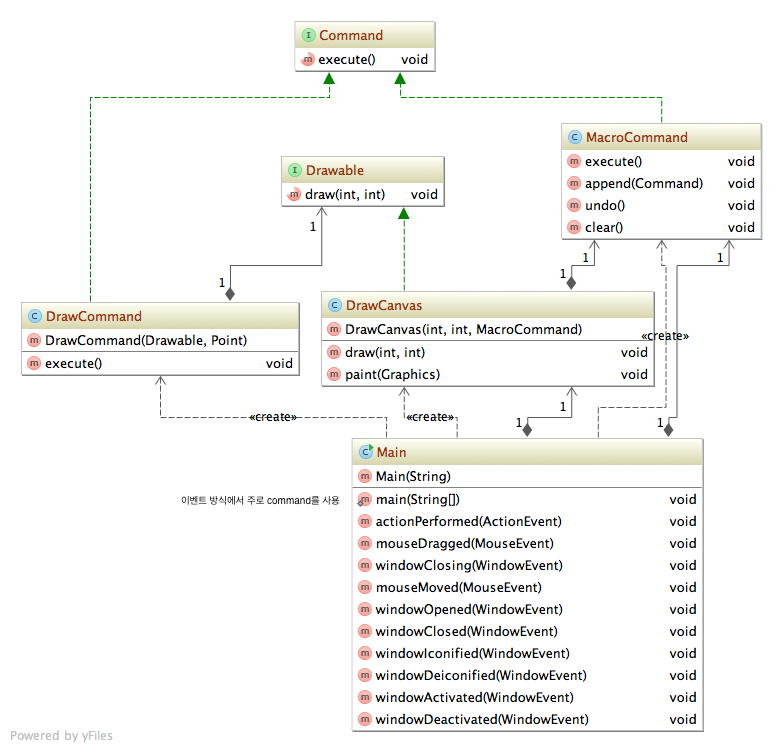 I Command
m execute() void
C MacroCommand
m execute() void
m append(Command) void
m undo() void
m clear() void
I Drawable
m draw(int, int) void
1
1
1
1
1
C DrawCommand
m DrawCommand(Drawable, Point)
m execute() void
C DrawCanvas
m DrawCanvas(int, int, MacroCommand)
m draw(int, int) void
m paint(Graphics) void
«create»
«create»
«create»
1
1
1
C Main
m Main(String)
이벤트 방식에서 주로 command를 사용
m main(String[]) void
m actionPerformed(ActionEvent) void
m mouseDragged(MouseEvent) void
m windowClosing(WindowEvent) void
m mouseMoved(MouseEvent) void
m windowOpened(WindowEvent) void
m windowClosed(WindowEvent) void
m windowIconified(WindowEvent) void
m windowDeiconified(WindowEvent) void
m windowActivated(WindowEvent) void
m windowDeactivated(WindowEvent) void
Powered by yFiles